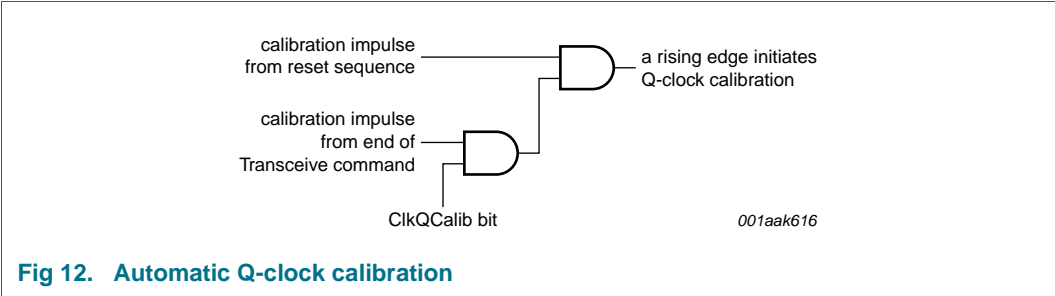 calibration impulse
from reset sequence
a rising edge initiates
Q-clock calibration
calibration impulse
from end of
Transceive command
ClkQCalib bit
001aak616
Fig 12. Automatic Q-clock calibration